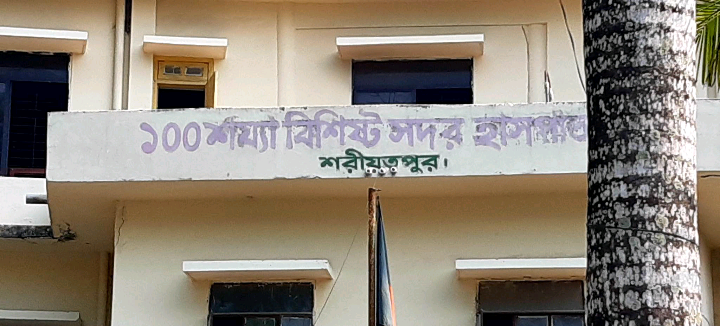 ১০০ শয্যা বিশিষ্ট সদর হাসপাত
শরীয়তপুর।